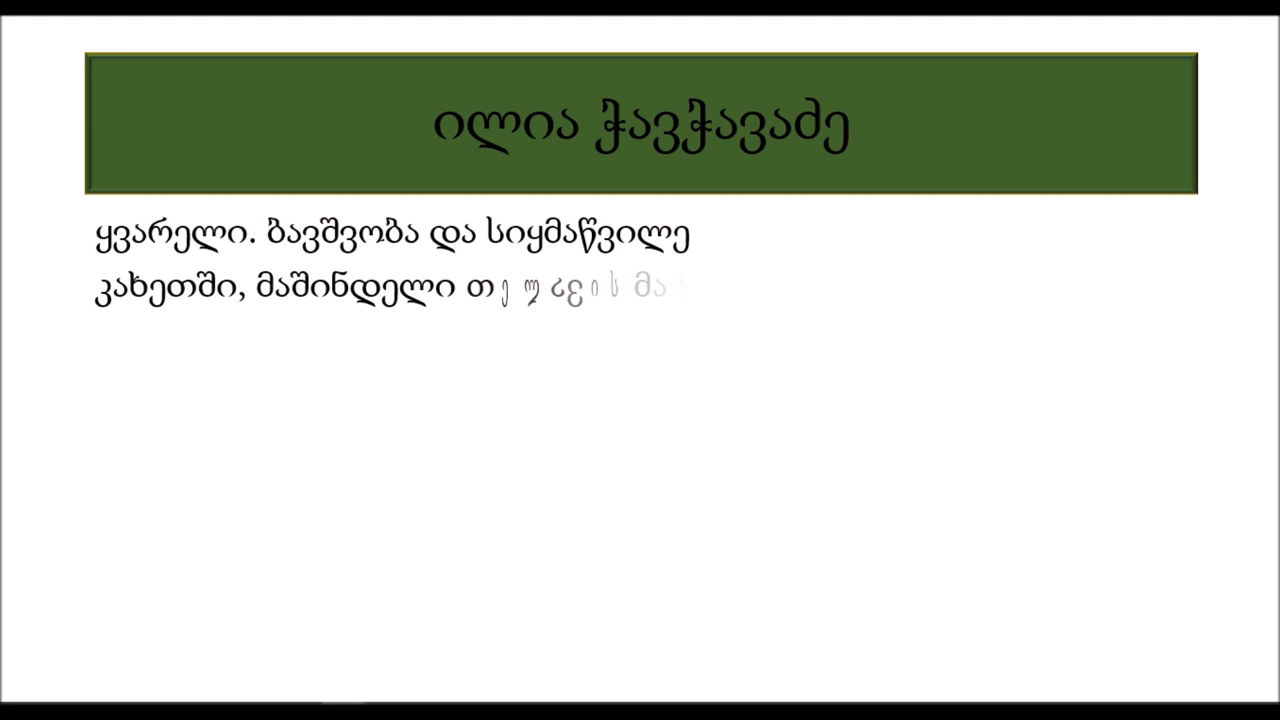 ილია ჭავჭავაძე
ყვარელი. ბავშვობა და სიყმაწვილე
კახეთში, მაშინდელი